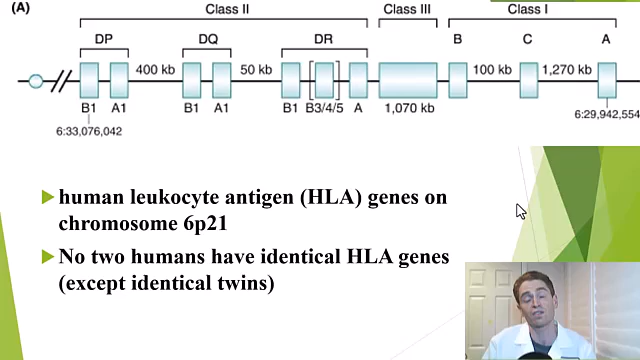 (A)
Class II Class III Class I
DP DQ DR B C A
400 kb 50 kb 100 kb 1,270 kb
B1 A1 B1 A1 B1 B3/4/5 A 1,070 kb
6:33,076,042 6:29,942,554
human leukocyte antigen (HLA) genes on
chromosome 6p21
No two humans have identical HLA genes
(except identical twins)